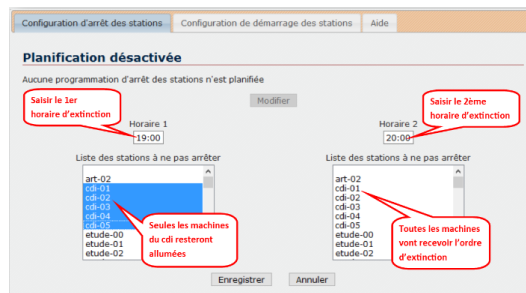 Configuration d'arrêt des stations Configuration de démarrage des stations Aide
Planification désactivée
Aucune programmation d'arrêt des stations n'est planifiée
Modifier
Saisir le 1er
horaire d'extinction
Saisir le 2ème
horaire d'extinction
Horaire 1
19:00
Horaire 2
20:00
Liste des stations à ne pas arrêter
art-02
cdi-01
cdi-02
cdi-03
cdi-04
cdi-05
etude-00
etude-01
etude-02
Seules les machines
du cdi resteront
allumées
Liste des stations à ne pas arrêter
art-02
cdi-01
cdi-02
cdi-03
cdi-04
cdi-05
etude-00
etude-01
etude-02
Toutes les machines
vont recevoir l'ordre
d'extinction
Enregistrer Annuler